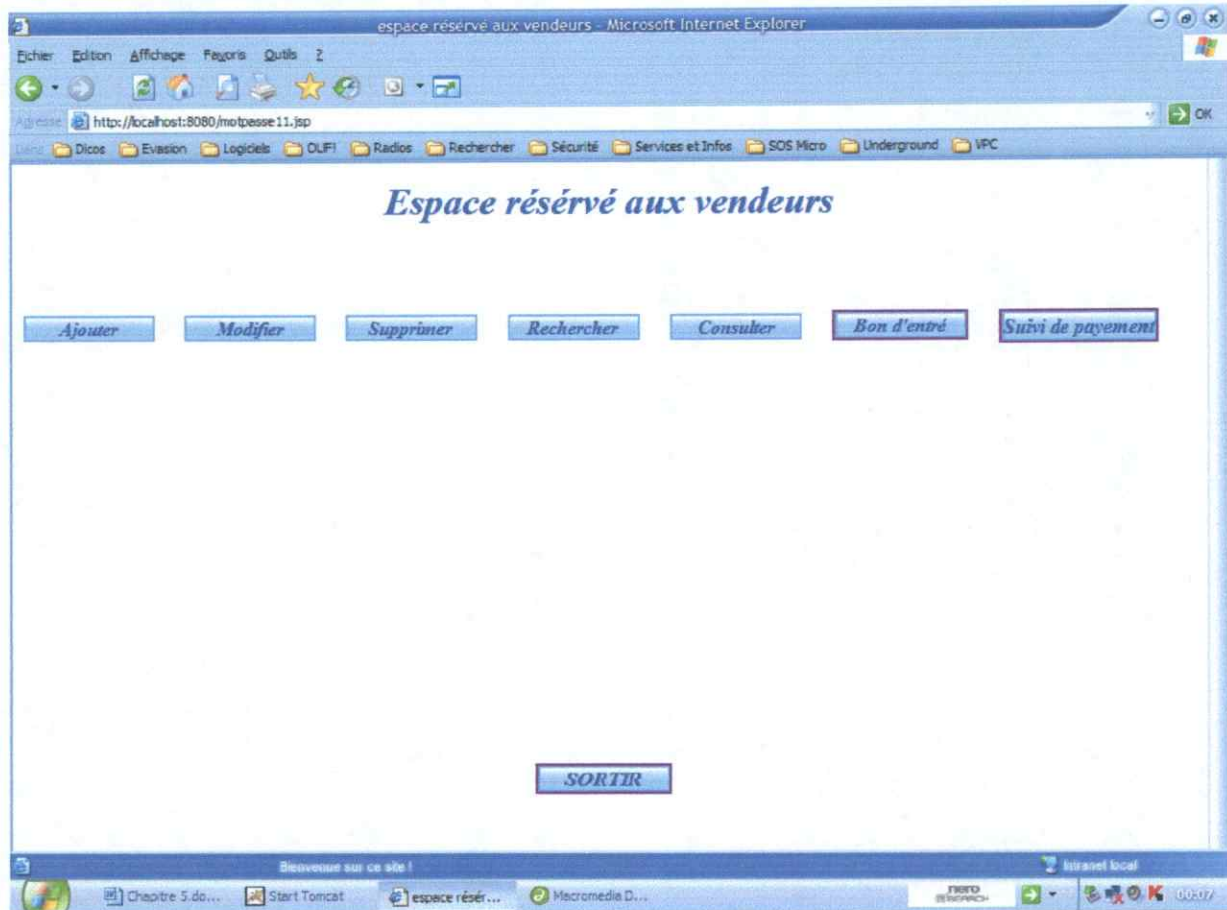 espace réservé aux vendeurs - Microsoft Internet Explorer
Fichier Edition Affichage Favoris Outils ?
Adresse http://localhost:8080/motpasse11.jsp OK
Dicos Evasion Logiciels OUF! Radios Rechercher Sécurité Services et Infos SOS Micro Underground VPC
Espace résérvé aux vendeurs
Ajouter Modifier Supprimer Rechercher Consulter Bon d'entré Suivi de payement
SORTIR
Bienvenue sur ce site ! Intranet local
Chapitre 5.do... Start Tomcat espace résér... Macromedia D... nero SEARCH K 00:07